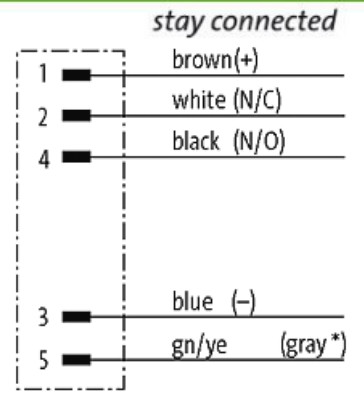 stay connected
1 brown(+)
2 white (N/C)
4 black (N/O)
3 blue (–)
5 gn/ye (gray*)